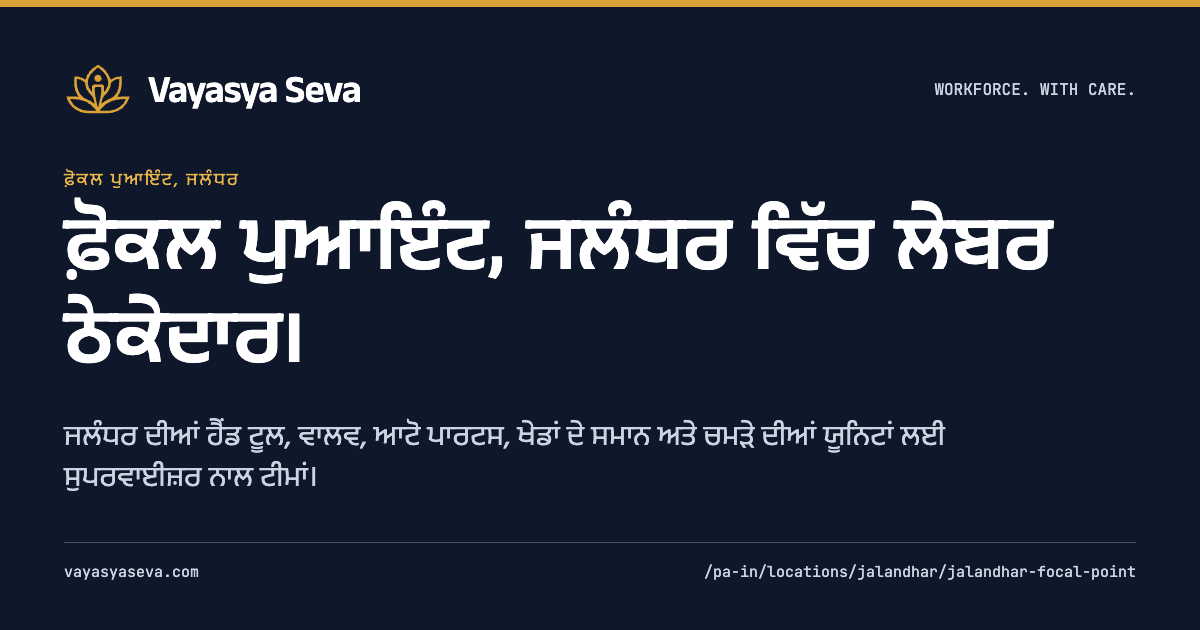 Vayasya Seva
WORKFORCE. WITH CARE.
ਫ਼ੋਕਲ ਪੁਆਇੰਟ, ਜਲੰਧਰ
ਫ਼ੋਕਲ ਪੁਆਇੰਟ, ਜਲੰਧਰ ਵਿੱਚ ਲੇਬਰ
ਠੇਕੇਦਾਰ।
ਜਲੰਧਰ ਦੀਆਂ ਹੈਂਡ ਟੂਲ, ਵਾਲਵ, ਆਟੋ ਪਾਰਟਸ, ਖੇਡਾਂ ਦੇ ਸਮਾਨ ਅਤੇ ਚਮੜੇ ਦੀਆਂ ਯੂਨਿਟਾਂ ਲਈ
ਸੁਪਰਵਾਈਜ਼ਰ ਨਾਲ ਟੀਮਾਂ।
vayasyaseva.com
/pa-in/locations/jalandhar/jalandhar-focal-point